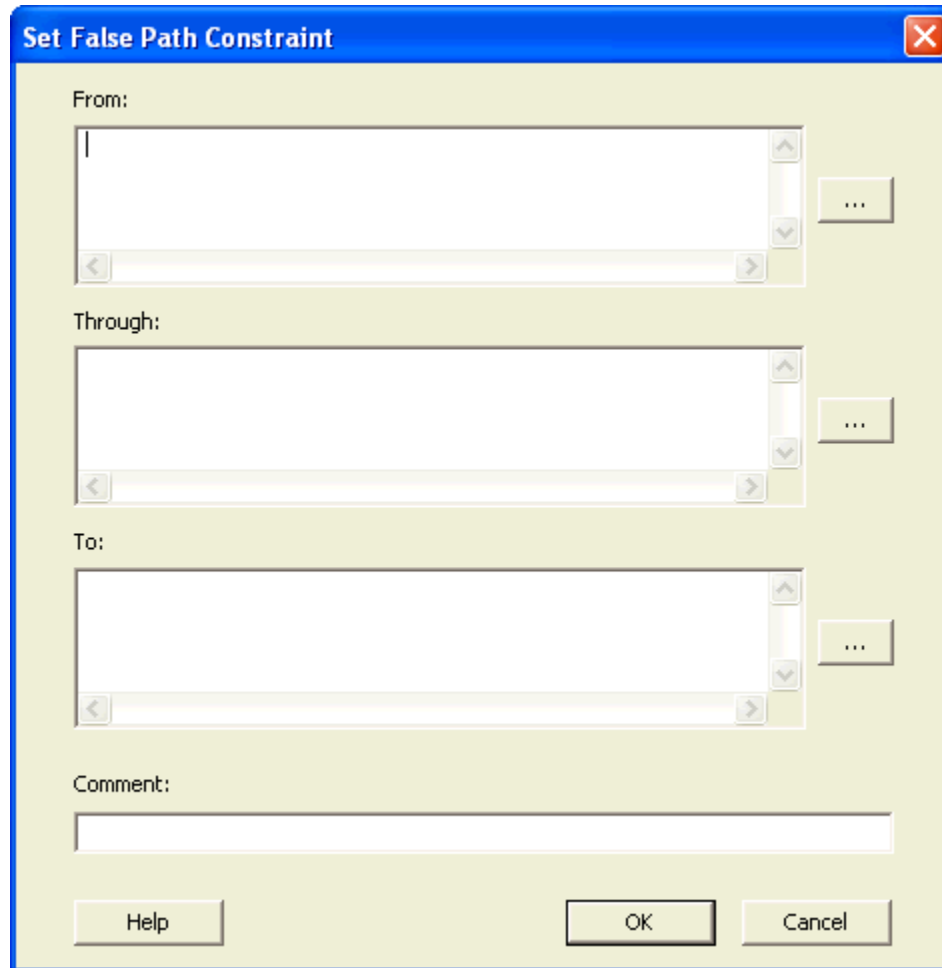 Set False Path Constraint
From:
...
Through:
...
To:
...
Comment:
Help
OK
Cancel